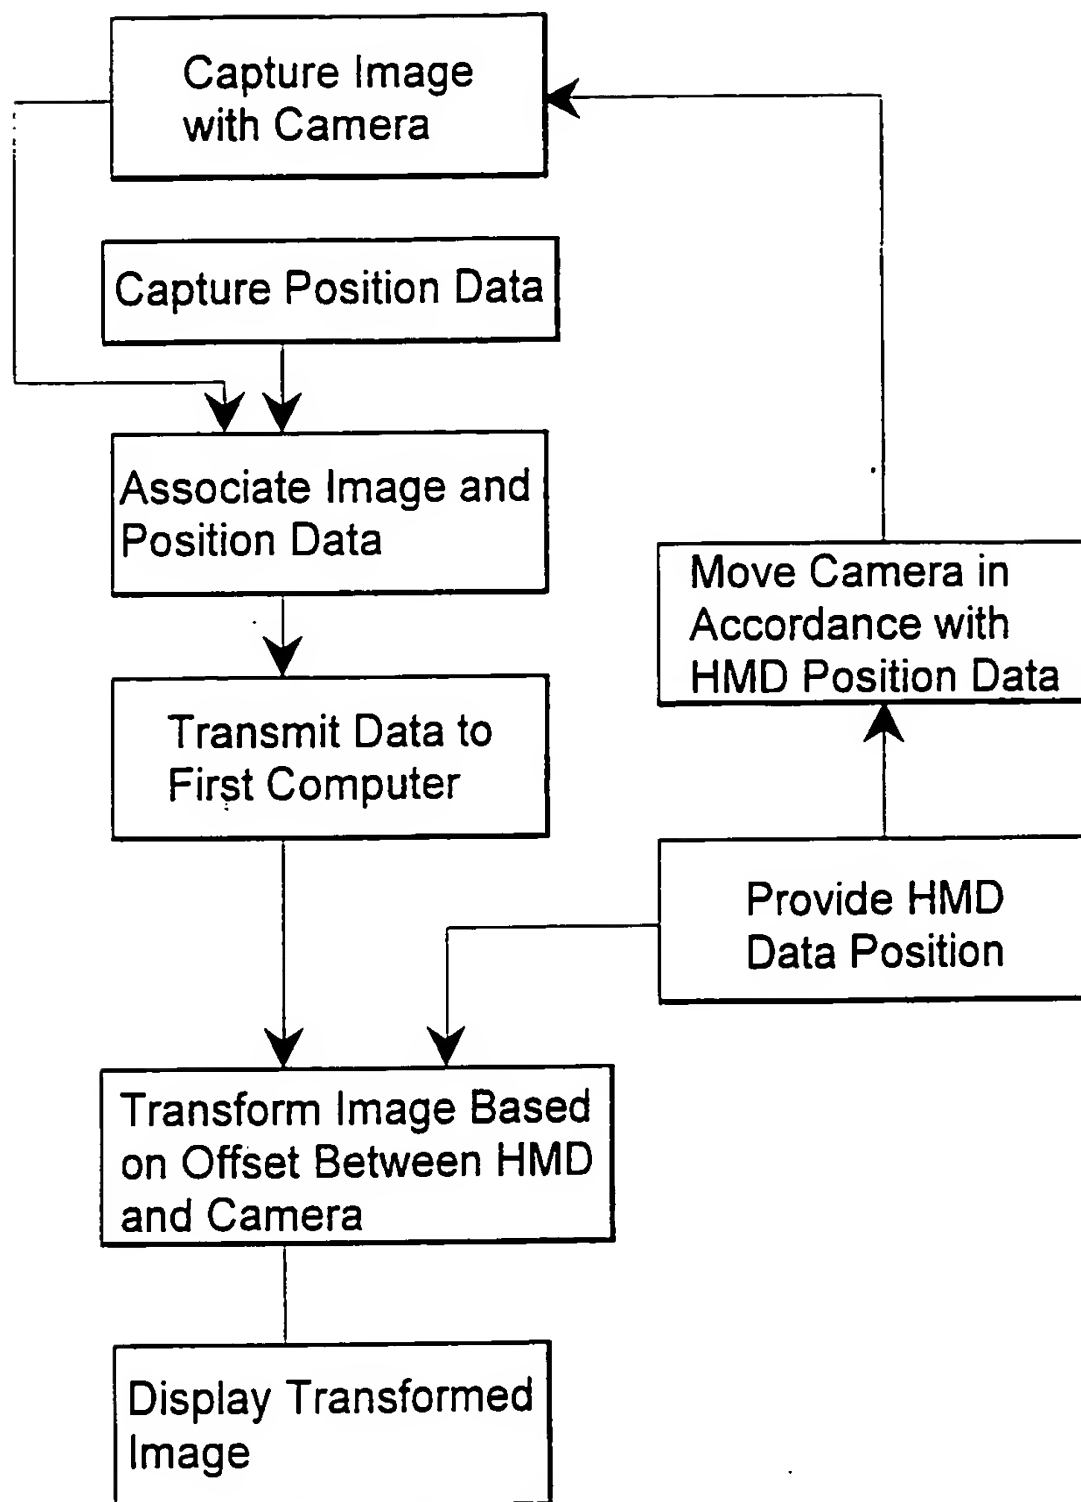 Capture Image
with Camera
Capture Position Data
Associate Image and
Position Data
Move Camera in
Accordance with
HMD Position Data
Transmit Data to
First Computer
Provide HMD
Data Position
Transform Image Based
on Offset Between HMD
and Camera
Display Transformed
Image